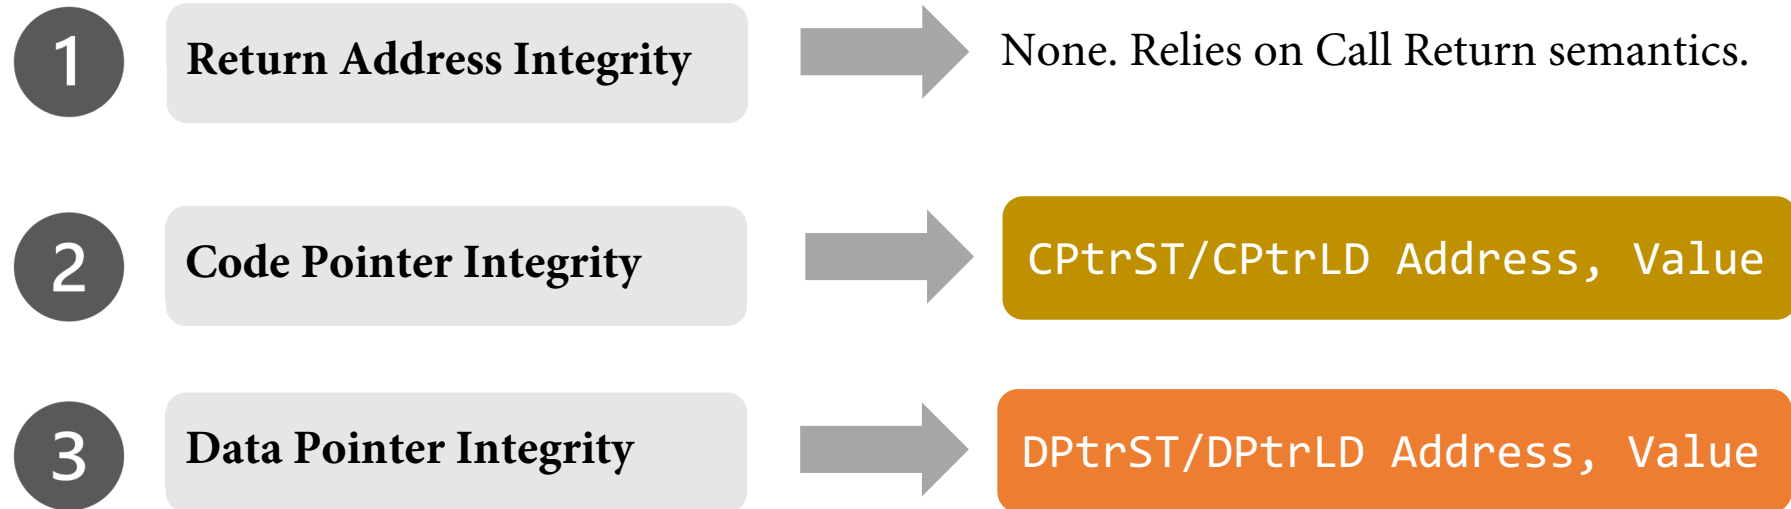 1 Return Address Integrity None. Relies on Call Return semantics.
2 Code Pointer Integrity CPtrST/CPtrLD Address, Value
3 Data Pointer Integrity DPtrST/DPtrLD Address, Value